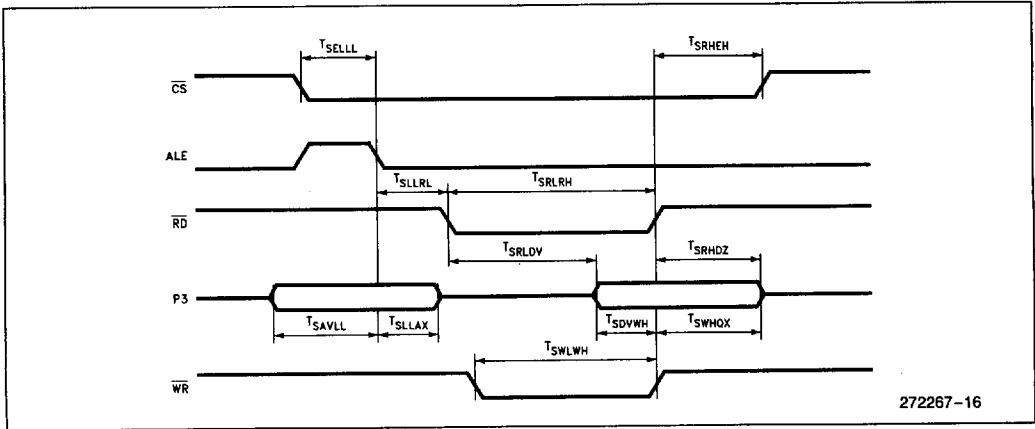 T_SELLL T_SRHEH
CS
ALE
T_SLLRL T_SRLRH
RD
T_SRLDV T_SRHDZ
P3
T_SAVLL T_SLLAX T_SDVWH T_SWHQX
T_SWLWH
WR
272267-16